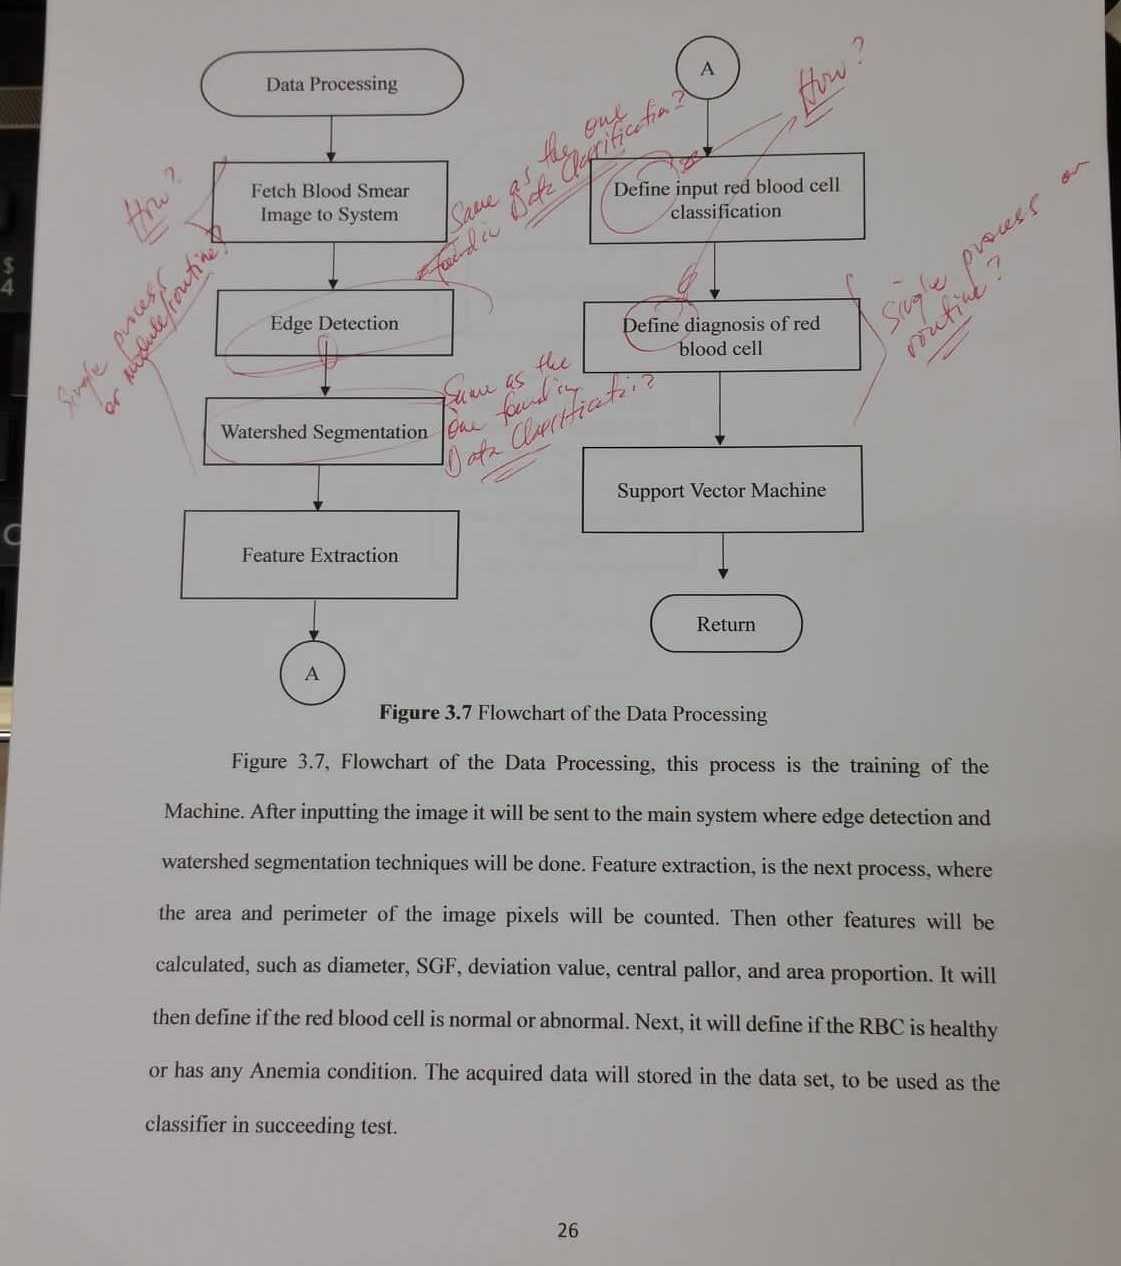 Data Processing
Fetch Blood Smear
Image to System
Edge Detection
Watershed Segmentation
Feature Extraction
A
How?
Single process
or module/routine?
Same as the one
found in Data Classification?
Same as the
one found in
Data Classification?
A
How?
Define input red blood cell
classification
Define diagnosis of red
blood cell
Support Vector Machine
Return
Single process or
routine?
Figure 3.7 Flowchart of the Data Processing
Figure 3.7, Flowchart of the Data Processing, this process is the training of the
Machine. After inputting the image it will be sent to the main system where edge detection and
watershed segmentation techniques will be done. Feature extraction, is the next process, where
the area and perimeter of the image pixels will be counted. Then other features will be
calculated, such as diameter, SGF, deviation value, central pallor, and area proportion. It will
then define if the red blood cell is normal or abnormal. Next, it will define if the RBC is healthy
or has any Anemia condition. The acquired data will stored in the data set, to be used as the
classifier in succeeding test.
26
$
4
C